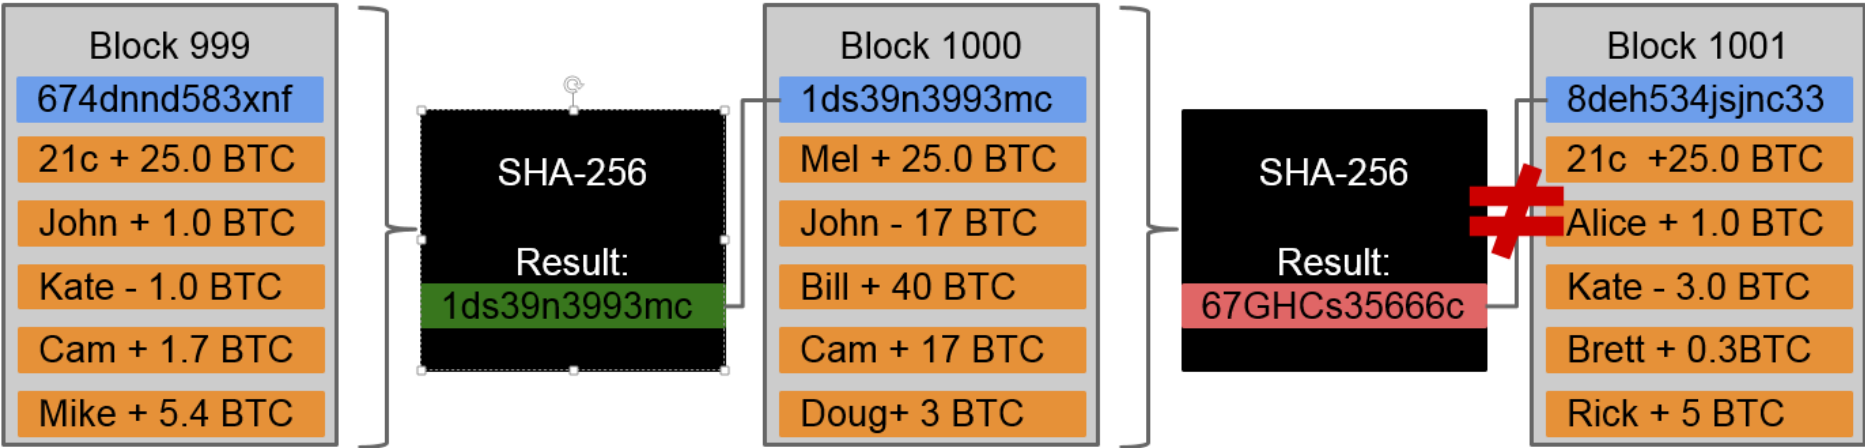 Block 999
674dnnd583xnf
21c + 25.0 BTC
John + 1.0 BTC
Kate - 1.0 BTC
Cam + 1.7 BTC
Mike + 5.4 BTC
SHA-256
Result:
1ds39n3993mc
Block 1000
1ds39n3993mc
Mel + 25.0 BTC
John - 17 BTC
Bill + 40 BTC
Cam + 17 BTC
Doug+ 3 BTC
SHA-256
Result:
67GHCs35666c
≠
Block 1001
8deh534jsjnc33
21c  +25.0 BTC
Alice + 1.0 BTC
Kate - 3.0 BTC
Brett + 0.3BTC
Rick + 5 BTC